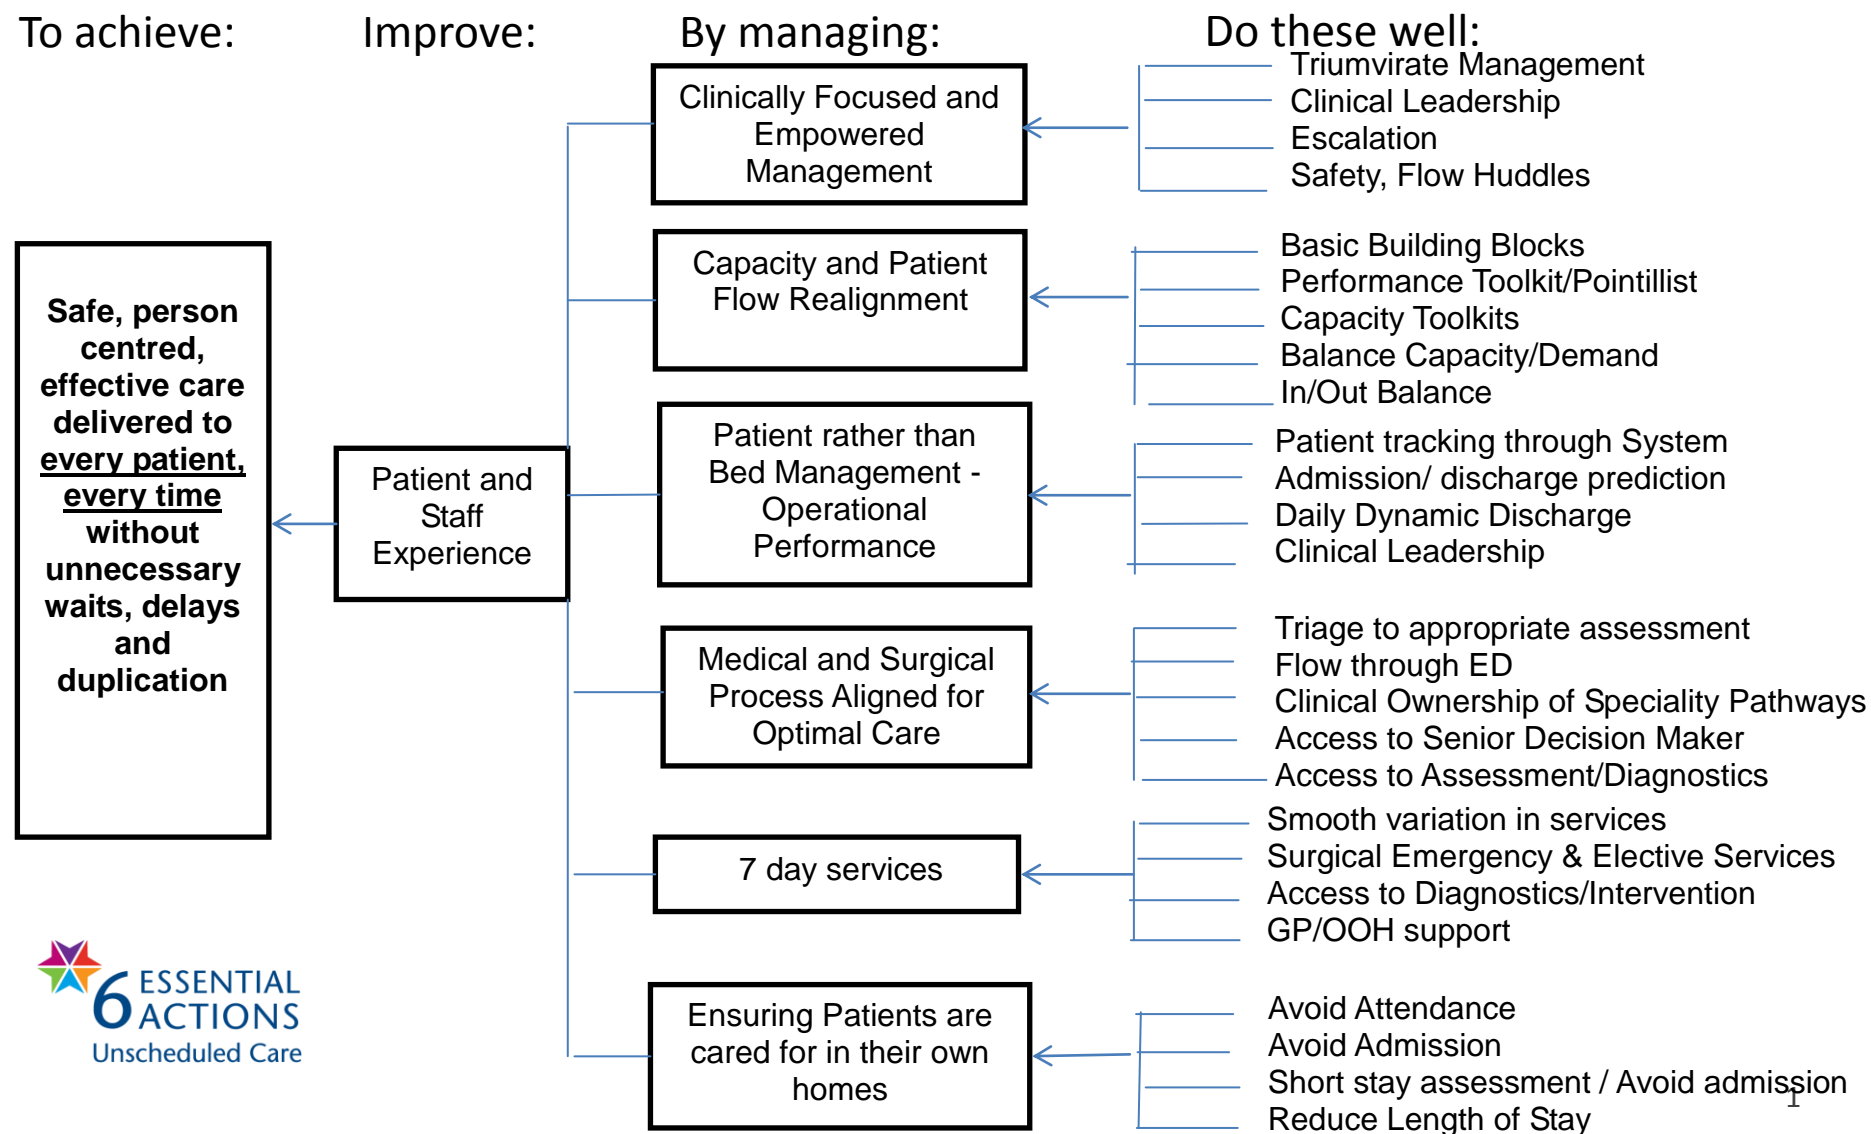 To achieve:
Improve:
By managing:
Do these well:
Safe, person
centred,
effective care
delivered to
every patient,
every time
without
unnecessary
waits, delays
and
duplication
Patient and
Staff
Experience
Clinically Focused and
Empowered
Management
Triumvirate Management
Clinical Leadership
Escalation
Safety, Flow Huddles
Capacity and Patient
Flow Realignment
Basic Building Blocks
Performance Toolkit/Pointillist
Capacity Toolkits
Balance Capacity/Demand
In/Out Balance
Patient rather than
Bed Management -
Operational
Performance
Patient tracking through System
Admission/ discharge prediction
Daily Dynamic Discharge
Clinical Leadership
Medical and Surgical
Process Aligned for
Optimal Care
Triage to appropriate assessment
Flow through ED
Clinical Ownership of Speciality Pathways
Access to Senior Decision Maker
Access to Assessment/Diagnostics
7 day services
Smooth variation in services
Surgical Emergency & Elective Services
Access to Diagnostics/Intervention
GP/OOH support
Ensuring Patients are
cared for in their own
homes
Avoid Attendance
Avoid Admission
Short stay assessment / Avoid admission
Reduce Length of Stay
6 ESSENTIAL
ACTIONS
Unscheduled Care
1